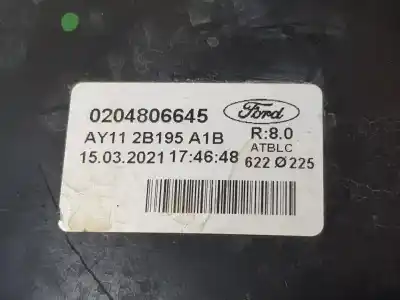 0204806645 Ford
AY11 2B195 A1B R:8.0
ATBLC
15.03.2021 17:46:48 622 Ø 225